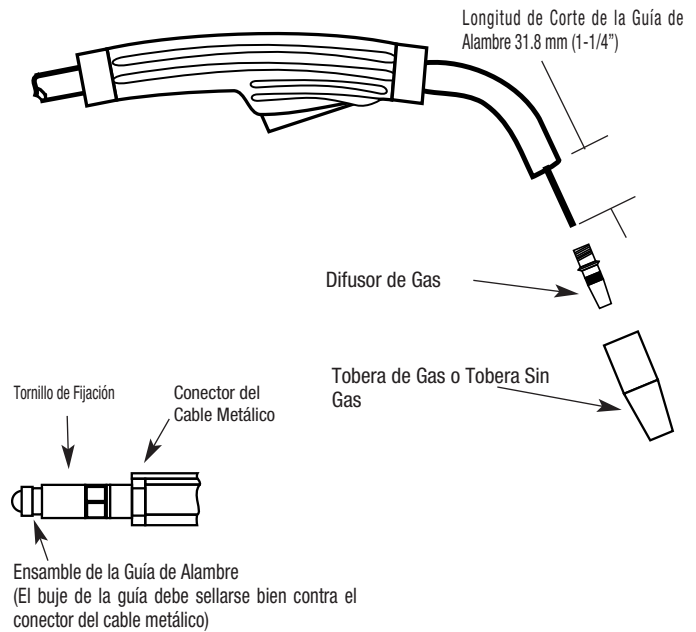 Longitud de Corte de la Guía de
Alambre 31.8 mm (1-1/4”)
Difusor de Gas
Tobera de Gas o Tobera Sin
Gas
Tornillo de Fijación
Conector del
Cable Metálico
Ensamble de la Guía de Alambre
(El buje de la guía debe sellarse bien contra el
conector del cable metálico)